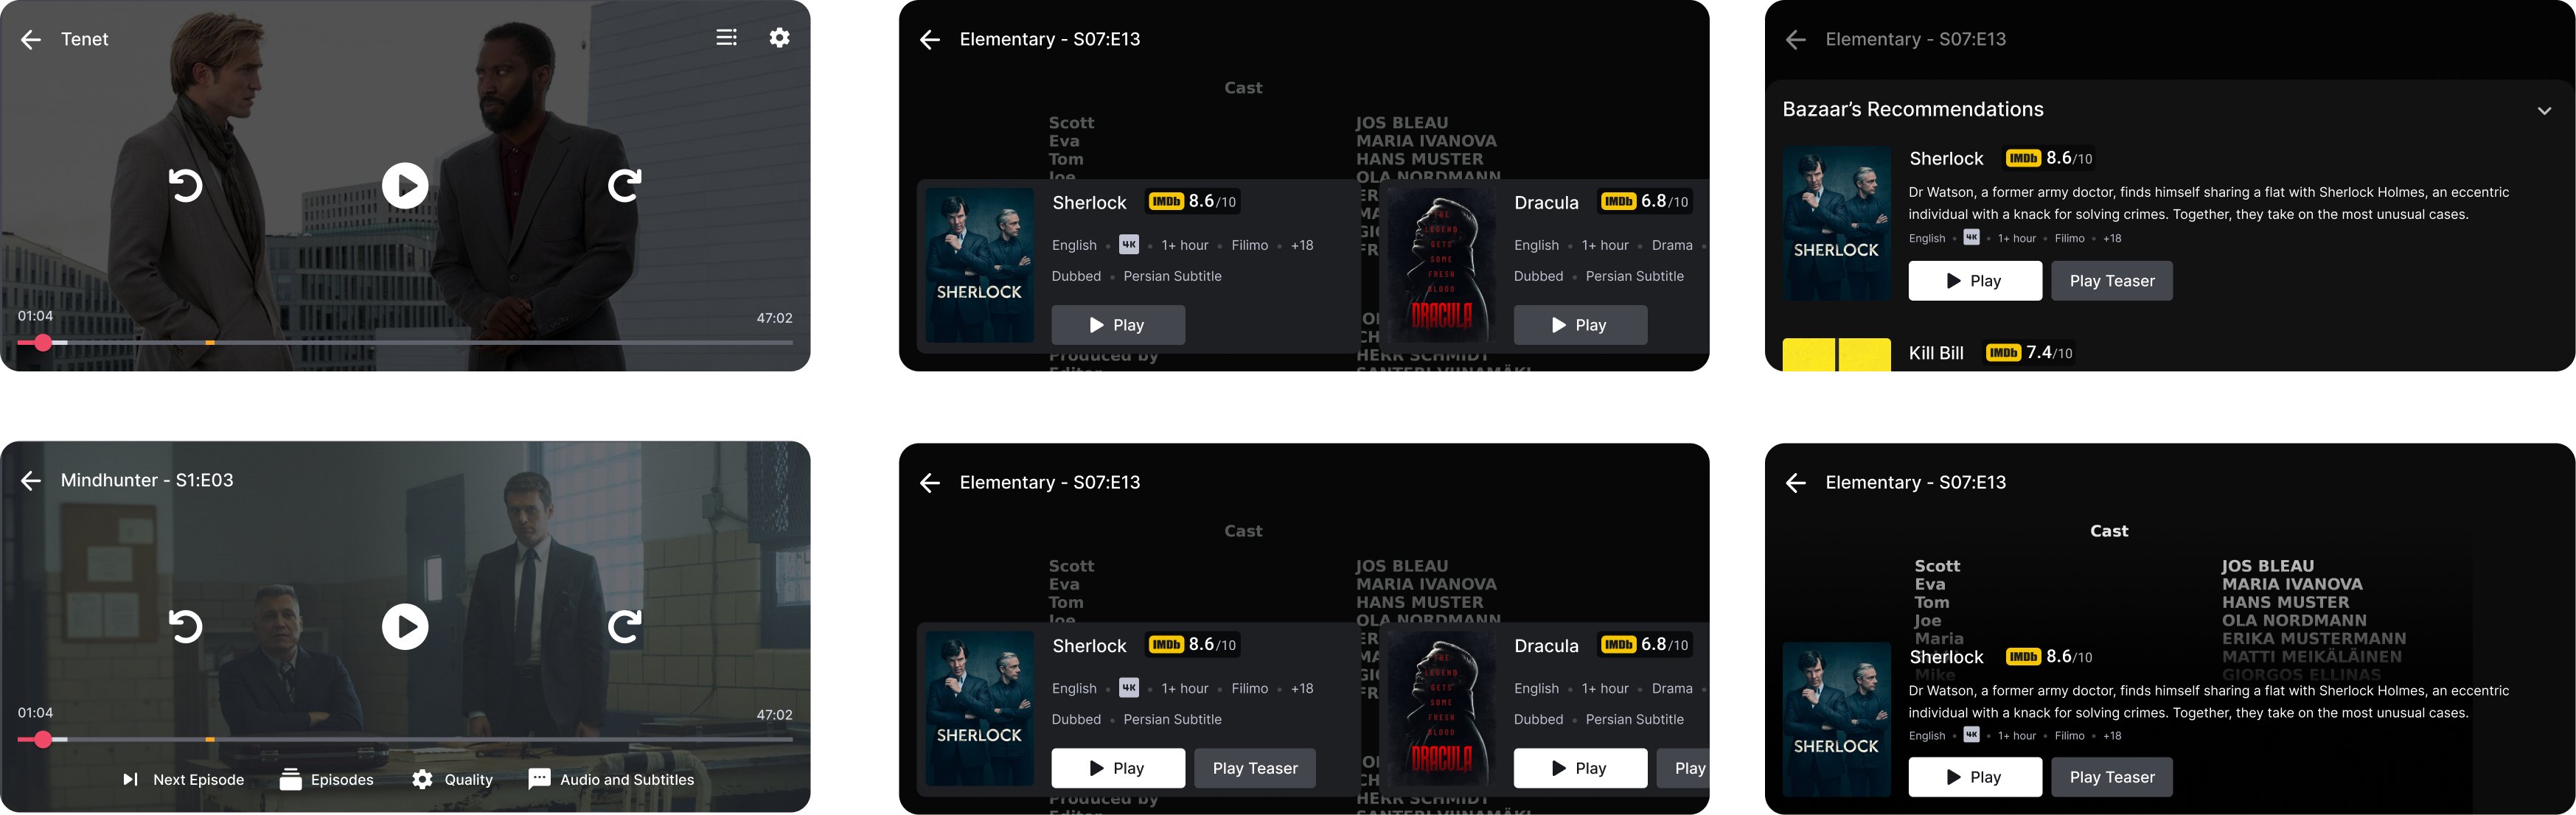 Tenet
01:04
47:02
Elementary - S07:E13
Cast
Scott JOS BLEAU
Eva MARIA IVANOVA
Tom HANS MUSTER
Joe OLA NORDMANN
SHERLOCK
Sherlock IMDb 8.6/10
English 4K 1+ hour Filimo +18
Dubbed Persian Subtitle
Play
THE
LEGEND
GETS
SOME
FRESH
BLOOD
DRACULA
Dracula IMDb 6.8/10
English 1+ hour Drama
Dubbed Persian Subtitle
Play
Produced by HERR SCHMIDT
Editor SANTERI VIINAMÄKI
Elementary - S07:E13
Bazaar’s Recommendations
SHERLOCK
Sherlock IMDb 8.6/10
Dr Watson, a former army doctor, finds himself sharing a flat with Sherlock Holmes, an eccentric
individual with a knack for solving crimes. Together, they take on the most unusual cases.
English 4K 1+ hour Filimo +18
Play Play Teaser
Kill Bill IMDb 7.4/10
Mindhunter - S1:E03
01:04
47:02
Next Episode Episodes Quality Audio and Subtitles
Elementary - S07:E13
Cast
Scott JOS BLEAU
Eva MARIA IVANOVA
Tom HANS MUSTER
Joe OLA NORDMANN
SHERLOCK
Sherlock IMDb 8.6/10
English 4K 1+ hour Filimo +18
Dubbed Persian Subtitle
Play Play Teaser
THE
LEGEND
GETS
SOME
FRESH
BLOOD
DRACULA
Dracula IMDb 6.8/10
English 1+ hour Drama
Dubbed Persian Subtitle
Play Play
Produced by HERR SCHMIDT
SANTERI VIINAMÄKI
Elementary - S07:E13
Cast
Scott JOS BLEAU
Eva MARIA IVANOVA
Tom HANS MUSTER
Joe OLA NORDMANN
Maria ERIKA MUSTERMANN
MATTI MEIKÄLÄINEN
Mike GIORGOS ELLINAS
SHERLOCK
Sherlock IMDb 8.6/10
Dr Watson, a former army doctor, finds himself sharing a flat with Sherlock Holmes, an eccentric
individual with a knack for solving crimes. Together, they take on the most unusual cases.
English 4K 1+ hour Filimo +18
Play Play Teaser